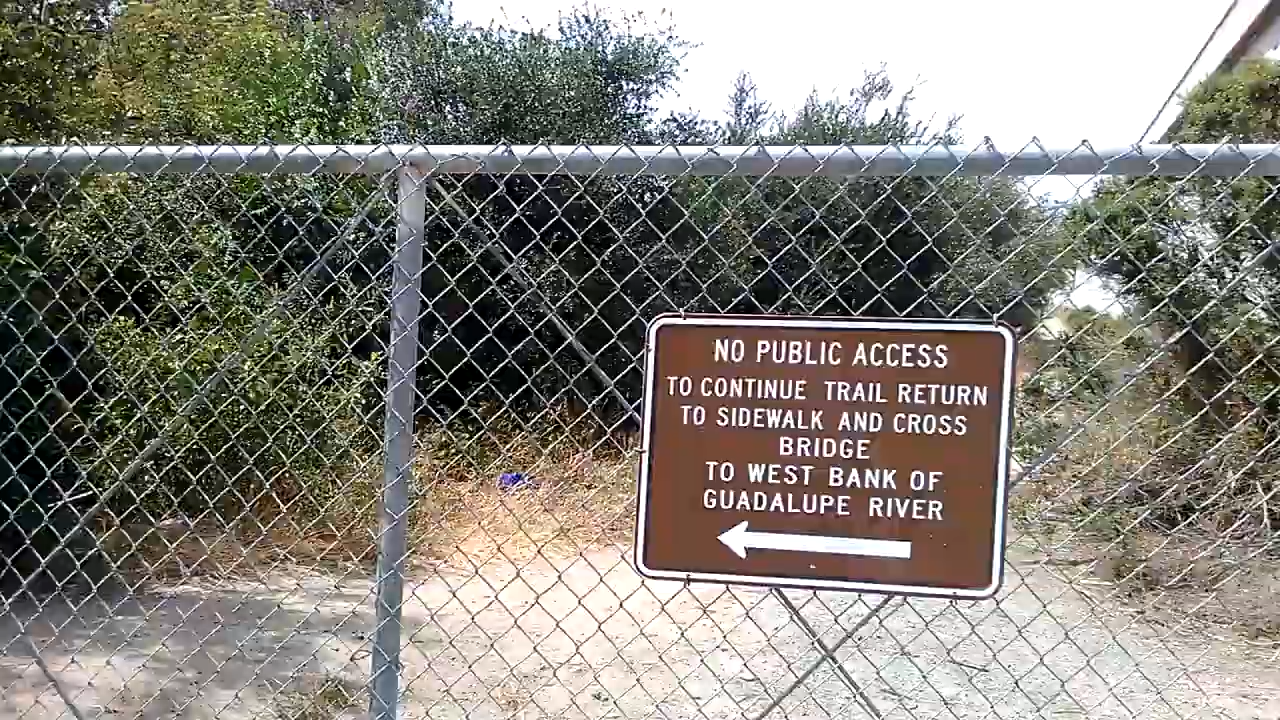 NO PUBLIC ACCESS
TO CONTINUE TRAIL RETURN
TO SIDEWALK AND CROSS
BRIDGE
TO WEST BANK OF
GUADALUPE RIVER